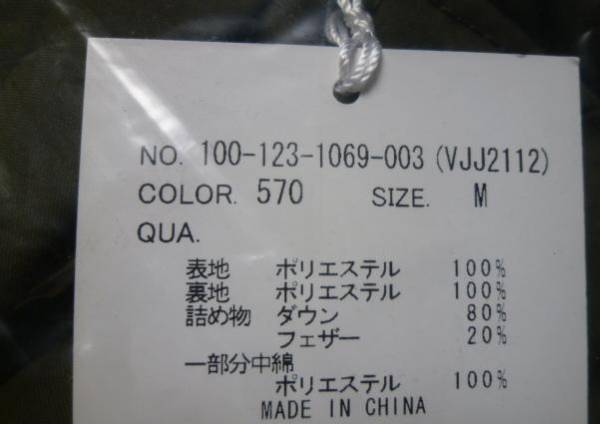 NO. 100-123-1069-003 (VJJ2112)
COLOR. 570 SIZE. M
QUA.
表地 ポリエステル 100%
裏地 ポリエステル 100%
詰め物 ダウン 80%
フェザー 20%
一部分中綿
ポリエステル 100%
MADE IN CHINA